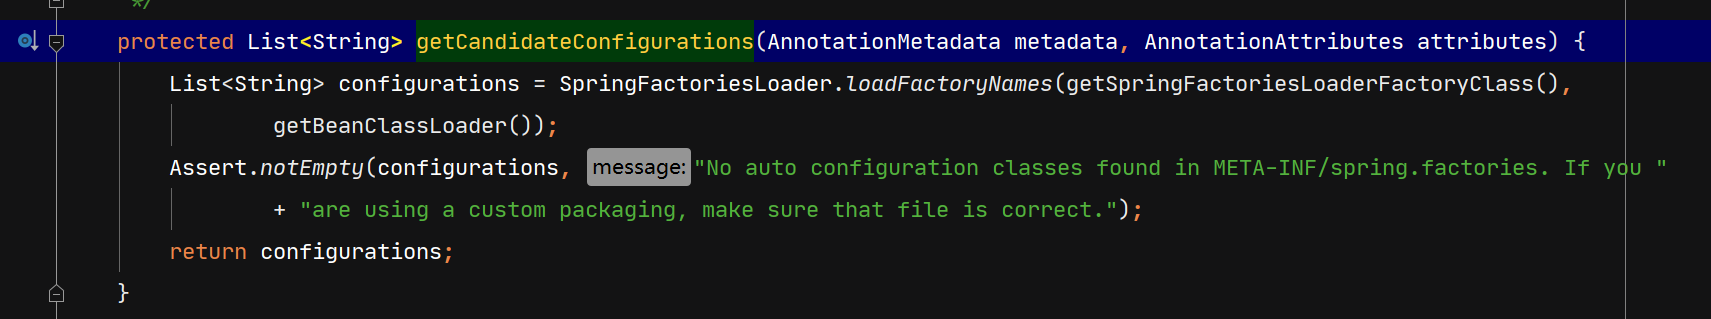 */
protected List<String> getCandidateConfigurations(AnnotationMetadata metadata, AnnotationAttributes attributes) {
List<String> configurations = SpringFactoriesLoader.loadFactoryNames(getSpringFactoriesLoaderFactoryClass(),
getBeanClassLoader());
Assert.notEmpty(configurations, message: "No auto configuration classes found in META-INF/spring.factories. If you "
+ "are using a custom packaging, make sure that file is correct.");
return configurations;
}